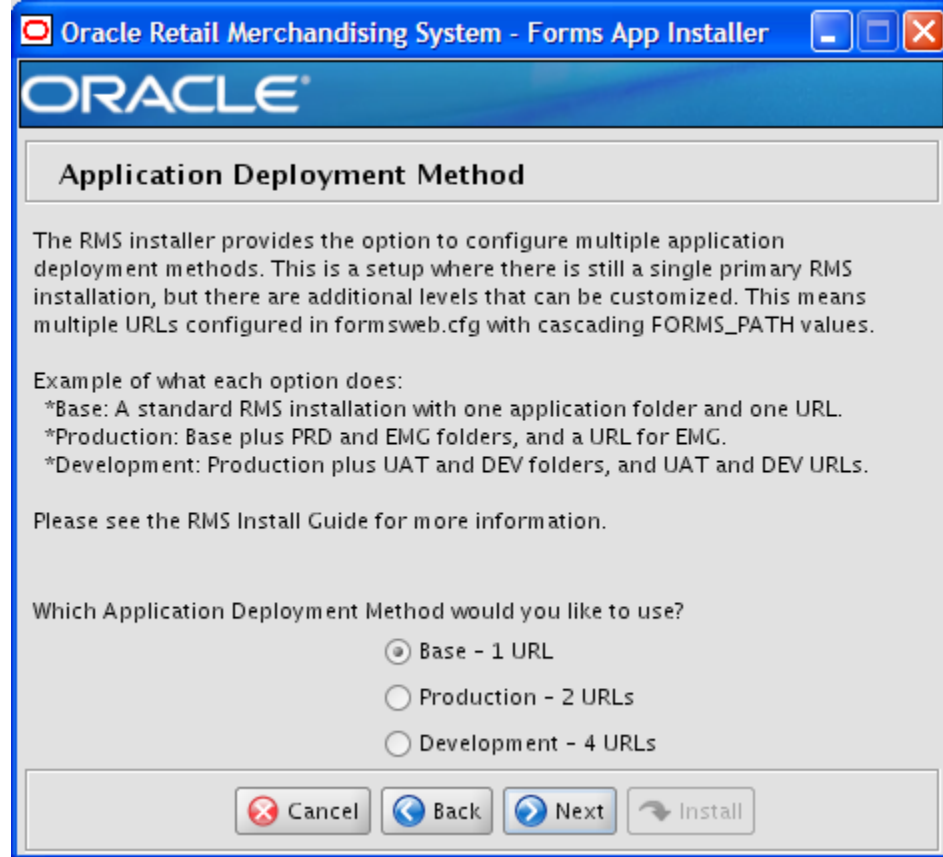 Oracle Retail Merchandising System - Forms App Installer
ORACLE®
Application Deployment Method
The RMS installer provides the option to configure multiple application
deployment methods. This is a setup where there is still a single primary RMS
installation, but there are additional levels that can be customized. This means
multiple URLs configured in formsweb.cfg with cascading FORMS_PATH values.
Example of what each option does:
*Base: A standard RMS installation with one application folder and one URL.
*Production: Base plus PRD and EMG folders, and a URL for EMG.
*Development: Production plus UAT and DEV folders, and UAT and DEV URLs.
Please see the RMS Install Guide for more information.
Which Application Deployment Method would you like to use?
Base - 1 URL
Production - 2 URLs
Development - 4 URLs
Cancel Back Next Install